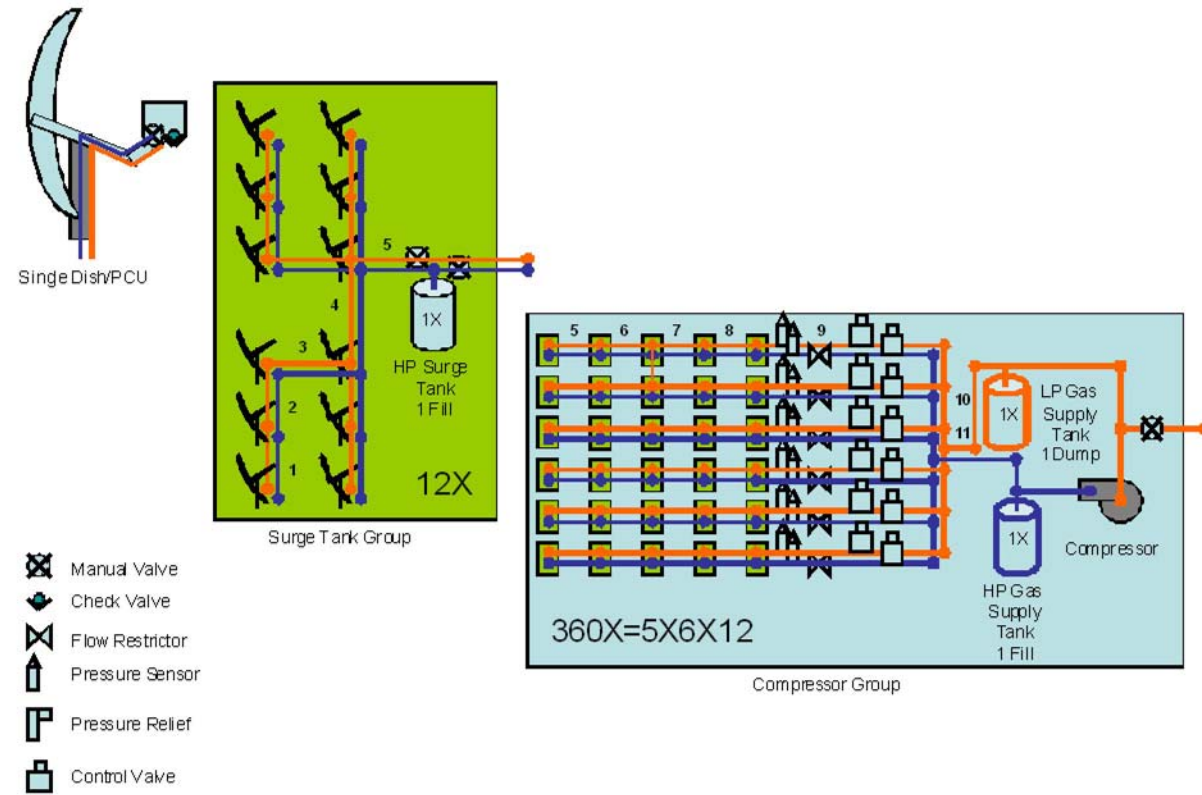 Singe Dish/PCU
5
4
3
2
1
1X
HP Surge
Tank
1 Fill
12X
Surge Tank Group
5 6 7 8 9
10
11
1X
LP Gas
Supply
Tank
1 Dump
1X
Compressor
HP Gas
Supply
Tank
1 Fill
360X=5X6X12
Compressor Group
Manual Valve
Check Valve
Flow Restrictor
Pressure Sensor
Pressure Relief
Control Valve